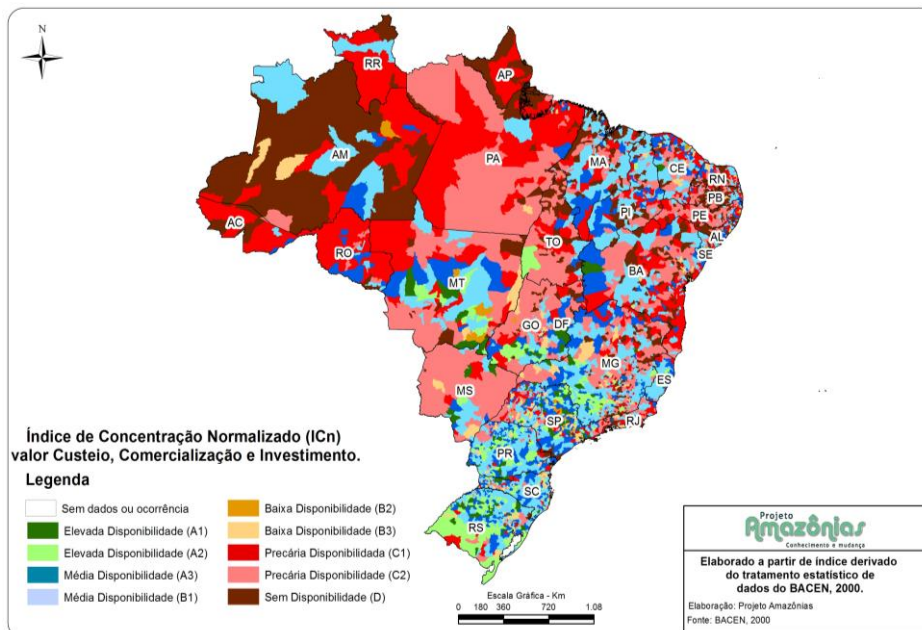 N
RR
AP
AM
PA
MA
CE
RN
PB
PE
AL
SE
PI
AC
RO
TO
BA
MT
GO
DF
MG
ES
MS
SP
RJ
PR
SC
RS
Índice de Concentração Normalizado (ICn)
valor Custeio, Comercialização e Investimento.
Legenda
Sem dados ou ocorrência
Elevada Disponibilidade (A1)
Elevada Disponibilidade (A2)
Média Disponibilidade (A3)
Média Disponibilidade (B1)
Baixa Disponibilidade (B2)
Baixa Disponibilidade (B3)
Precária Disponibilidade (C1)
Precária Disponibilidade (C2)
Sem Disponibilidade (D)
Escala Gráfica - Km
0 180 360 720 1.08
Projeto
Amazônias
Conhecimento e mudança
Elaborado a partir de índice derivado
do tratamento estatístico de
dados do BACEN, 2000.
Elaboração: Projeto Amazônias
Fonte: BACEN, 2000